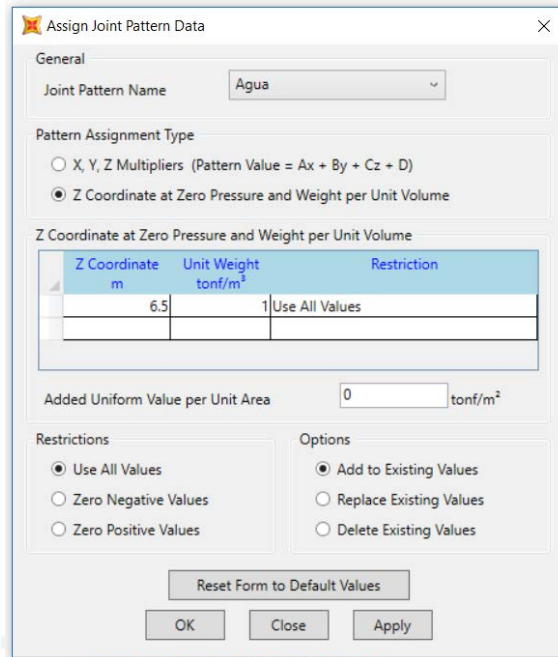 Assign Joint Pattern Data
General
Joint Pattern Name Agua
Pattern Assignment Type
X, Y, Z Multipliers (Pattern Value = Ax + By + Cz + D)
Z Coordinate at Zero Pressure and Weight per Unit Volume
Z Coordinate at Zero Pressure and Weight per Unit Volume
Z Coordinate Unit Weight Restriction
m tonf/m³
6.5 1 Use All Values
Added Uniform Value per Unit Area 0 tonf/m²
Restrictions Options
Use All Values Add to Existing Values
Zero Negative Values Replace Existing Values
Zero Positive Values Delete Existing Values
Reset Form to Default Values
OK Close Apply